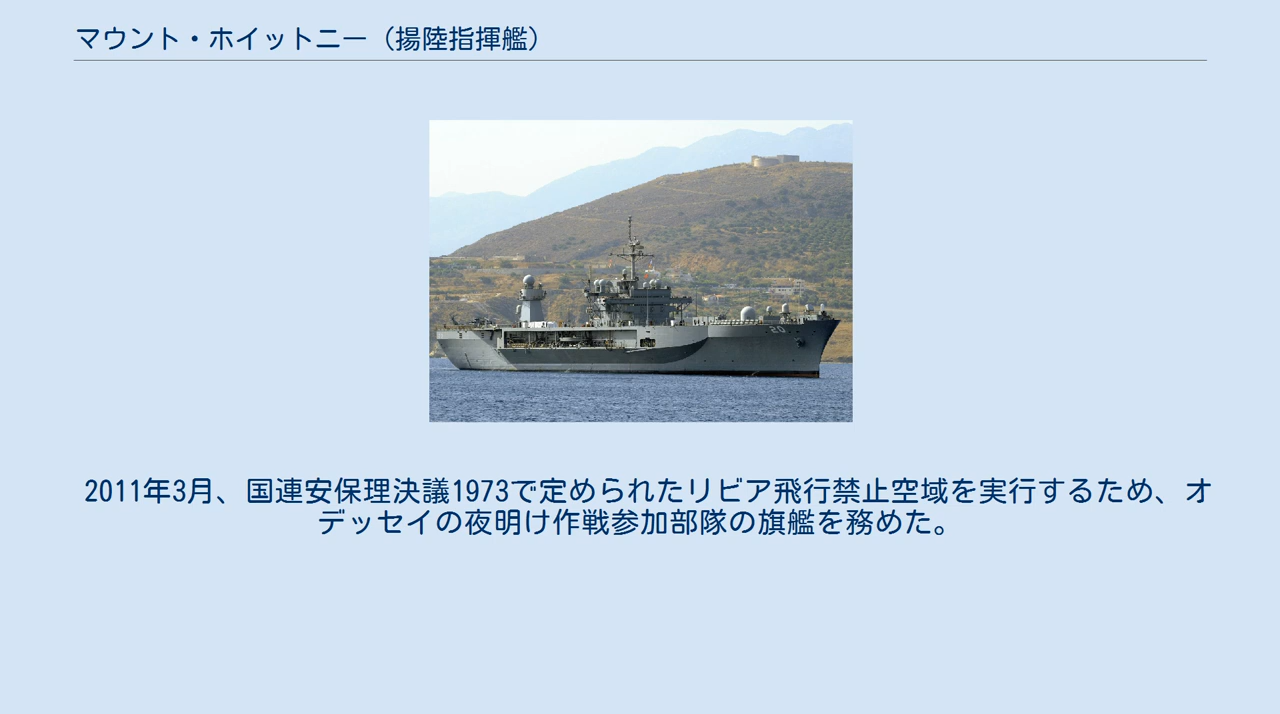 マウント・ホイットニー（揚陸指揮艦）
20
2011年3月、国連安保理決議1973で定められたリビア飛行禁止空域を実行するため、オ
デッセイの夜明け作戦参加部隊の旗艦を務めた。